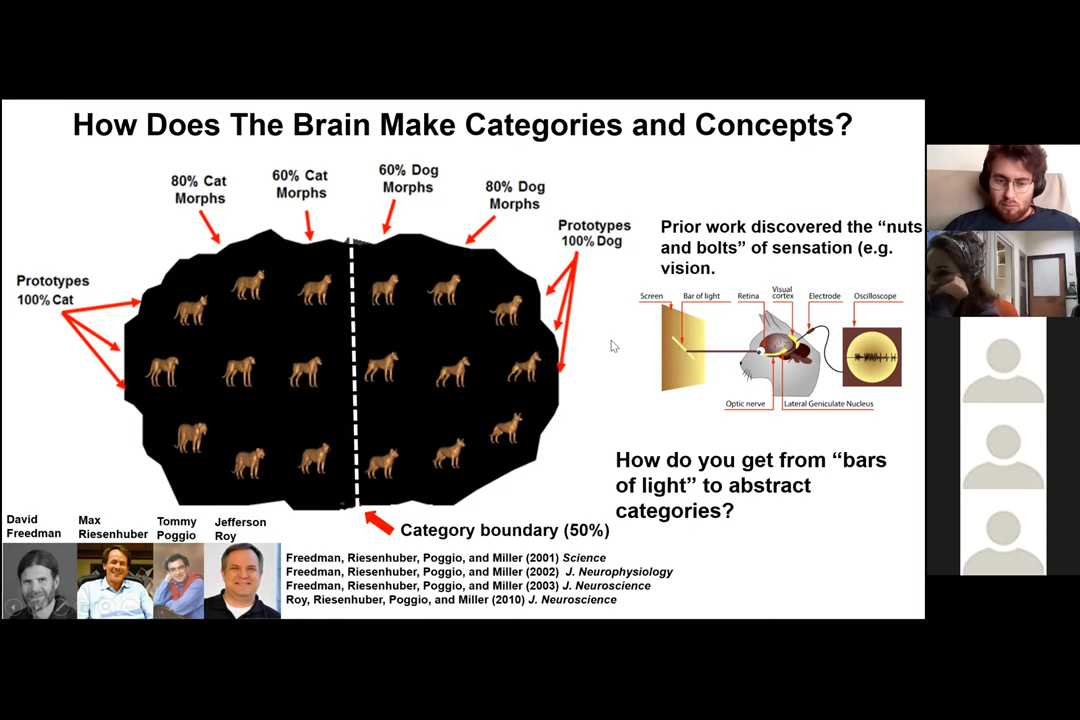 How Does The Brain Make Categories and Concepts?
80% Cat
Morphs
60% Cat
Morphs
60% Dog
Morphs
80% Dog
Morphs
Prototypes
100% Dog
Prototypes
100% Cat
Prior work discovered the “nuts
and bolts” of sensation (e.g.
vision.
Screen
Bar of light
Retina
Visual
cortex
Electrode
Oscilloscope
Optic nerve
Lateral Geniculate Nucleus
How do you get from “bars
of light” to abstract
categories?
Category boundary (50%)
David
Freedman
Max
Riesenhuber
Tommy
Poggio
Jefferson
Roy
Freedman, Riesenhuber, Poggio, and Miller (2001) Science
Freedman, Riesenhuber, Poggio, and Miller (2002) J. Neurophysiology
Freedman, Riesenhuber, Poggio, and Miller (2003) J. Neuroscience
Roy, Riesenhuber, Poggio, and Miller (2010) J. Neuroscience